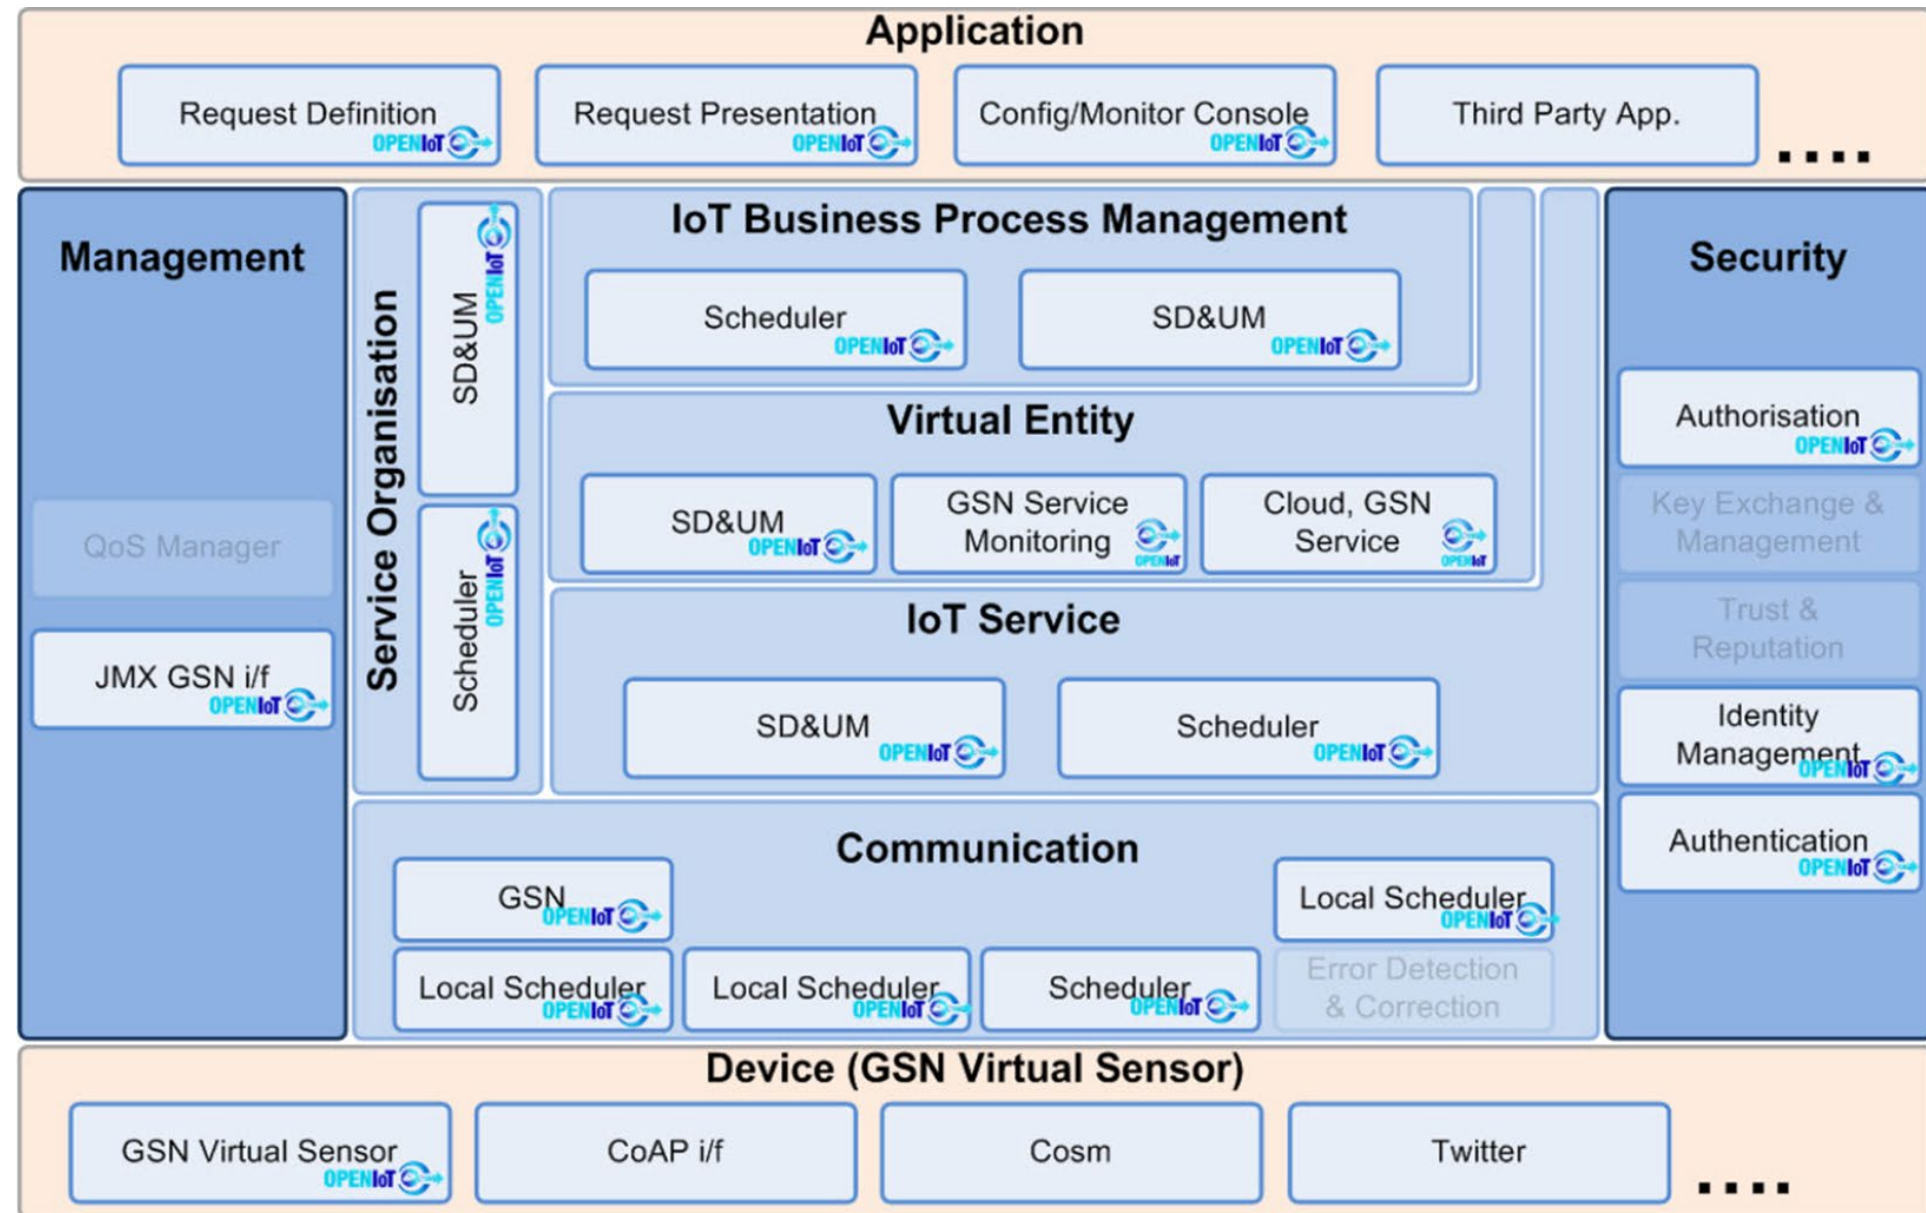 Application
Request Definition
OPENIoT
Request Presentation
OPENIoT
Config/Monitor Console
OPENIoT
Third Party App.
....
Management
QoS Manager
JMX GSN i/f
OPENIoT
Service Organisation
SD&UM
OPENIoT
Scheduler
OPENIoT
IoT Business Process Management
Scheduler
OPENIoT
SD&UM
OPENIoT
Virtual Entity
SD&UM
OPENIoT
GSN Service
Monitoring
OPENIoT
Cloud, GSN
Service
OPENIoT
IoT Service
SD&UM
OPENIoT
Scheduler
OPENIoT
Communication
GSN
OPENIoT
Local Scheduler
OPENIoT
Local Scheduler
OPENIoT
Local Scheduler
OPENIoT
Scheduler
OPENIoT
Error Detection
& Correction
Security
Authorisation
OPENIoT
Key Exchange &
Management
Trust &
Reputation
Identity
Management
OPENIoT
Authentication
OPENIoT
Device (GSN Virtual Sensor)
GSN Virtual Sensor
OPENIoT
CoAP i/f
Cosm
Twitter
....